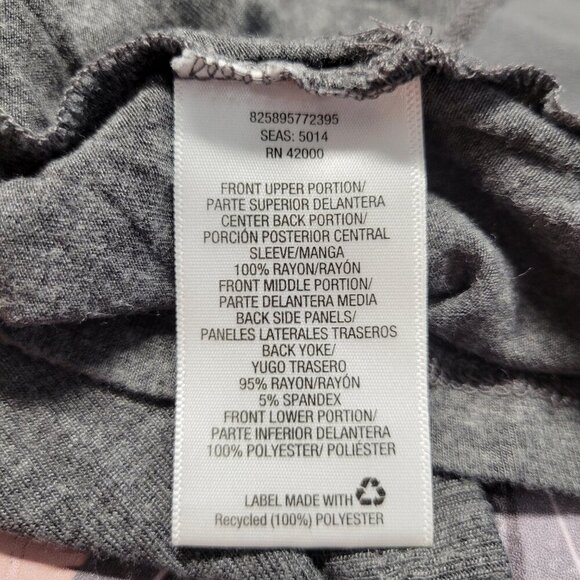 825895772395
SEAS: 5014
RN 42000
FRONT UPPER PORTION/
PARTE SUPERIOR DELANTERA
CENTER BACK PORTION/
PORCIÓN POSTERIOR CENTRAL
SLEEVE/MANGA
100% RAYON/RAYÓN
FRONT MIDDLE PORTION/
PARTE DELANTERA MEDIA
BACK SIDE PANELS/
PANELES LATERALES TRASEROS
BACK YOKE/
YUGO TRASERO
95% RAYON/RAYÓN
5% SPANDEX
FRONT LOWER PORTION/
PARTE INFERIOR DELANTERA
100% POLYESTER/ POLIÉSTER
LABEL MADE WITH
Recycled (100%) POLYESTER